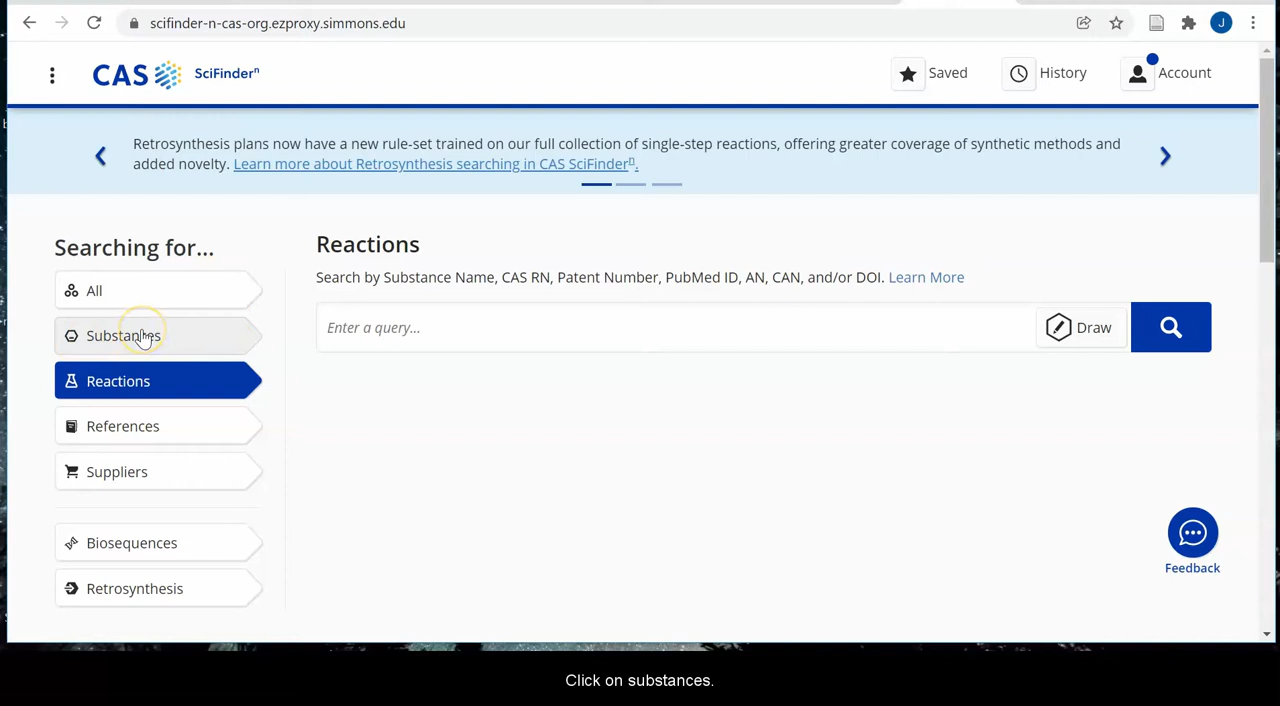 scifinder-n-cas-org.ezproxy.simmons.edu
J
CAS SciFinderⁿ
Saved
History
Account
Retrosynthesis plans now have a new rule-set trained on our full collection of single-step reactions, offering greater coverage of synthetic methods and
added novelty. Learn more about Retrosynthesis searching in CAS SciFinderⁿ.
Searching for...
All
Substances
Reactions
References
Suppliers
Biosequences
Retrosynthesis
Reactions
Search by Substance Name, CAS RN, Patent Number, PubMed ID, AN, CAN, and/or DOI. Learn More
Enter a query...
Draw
Feedback
Click on substances.